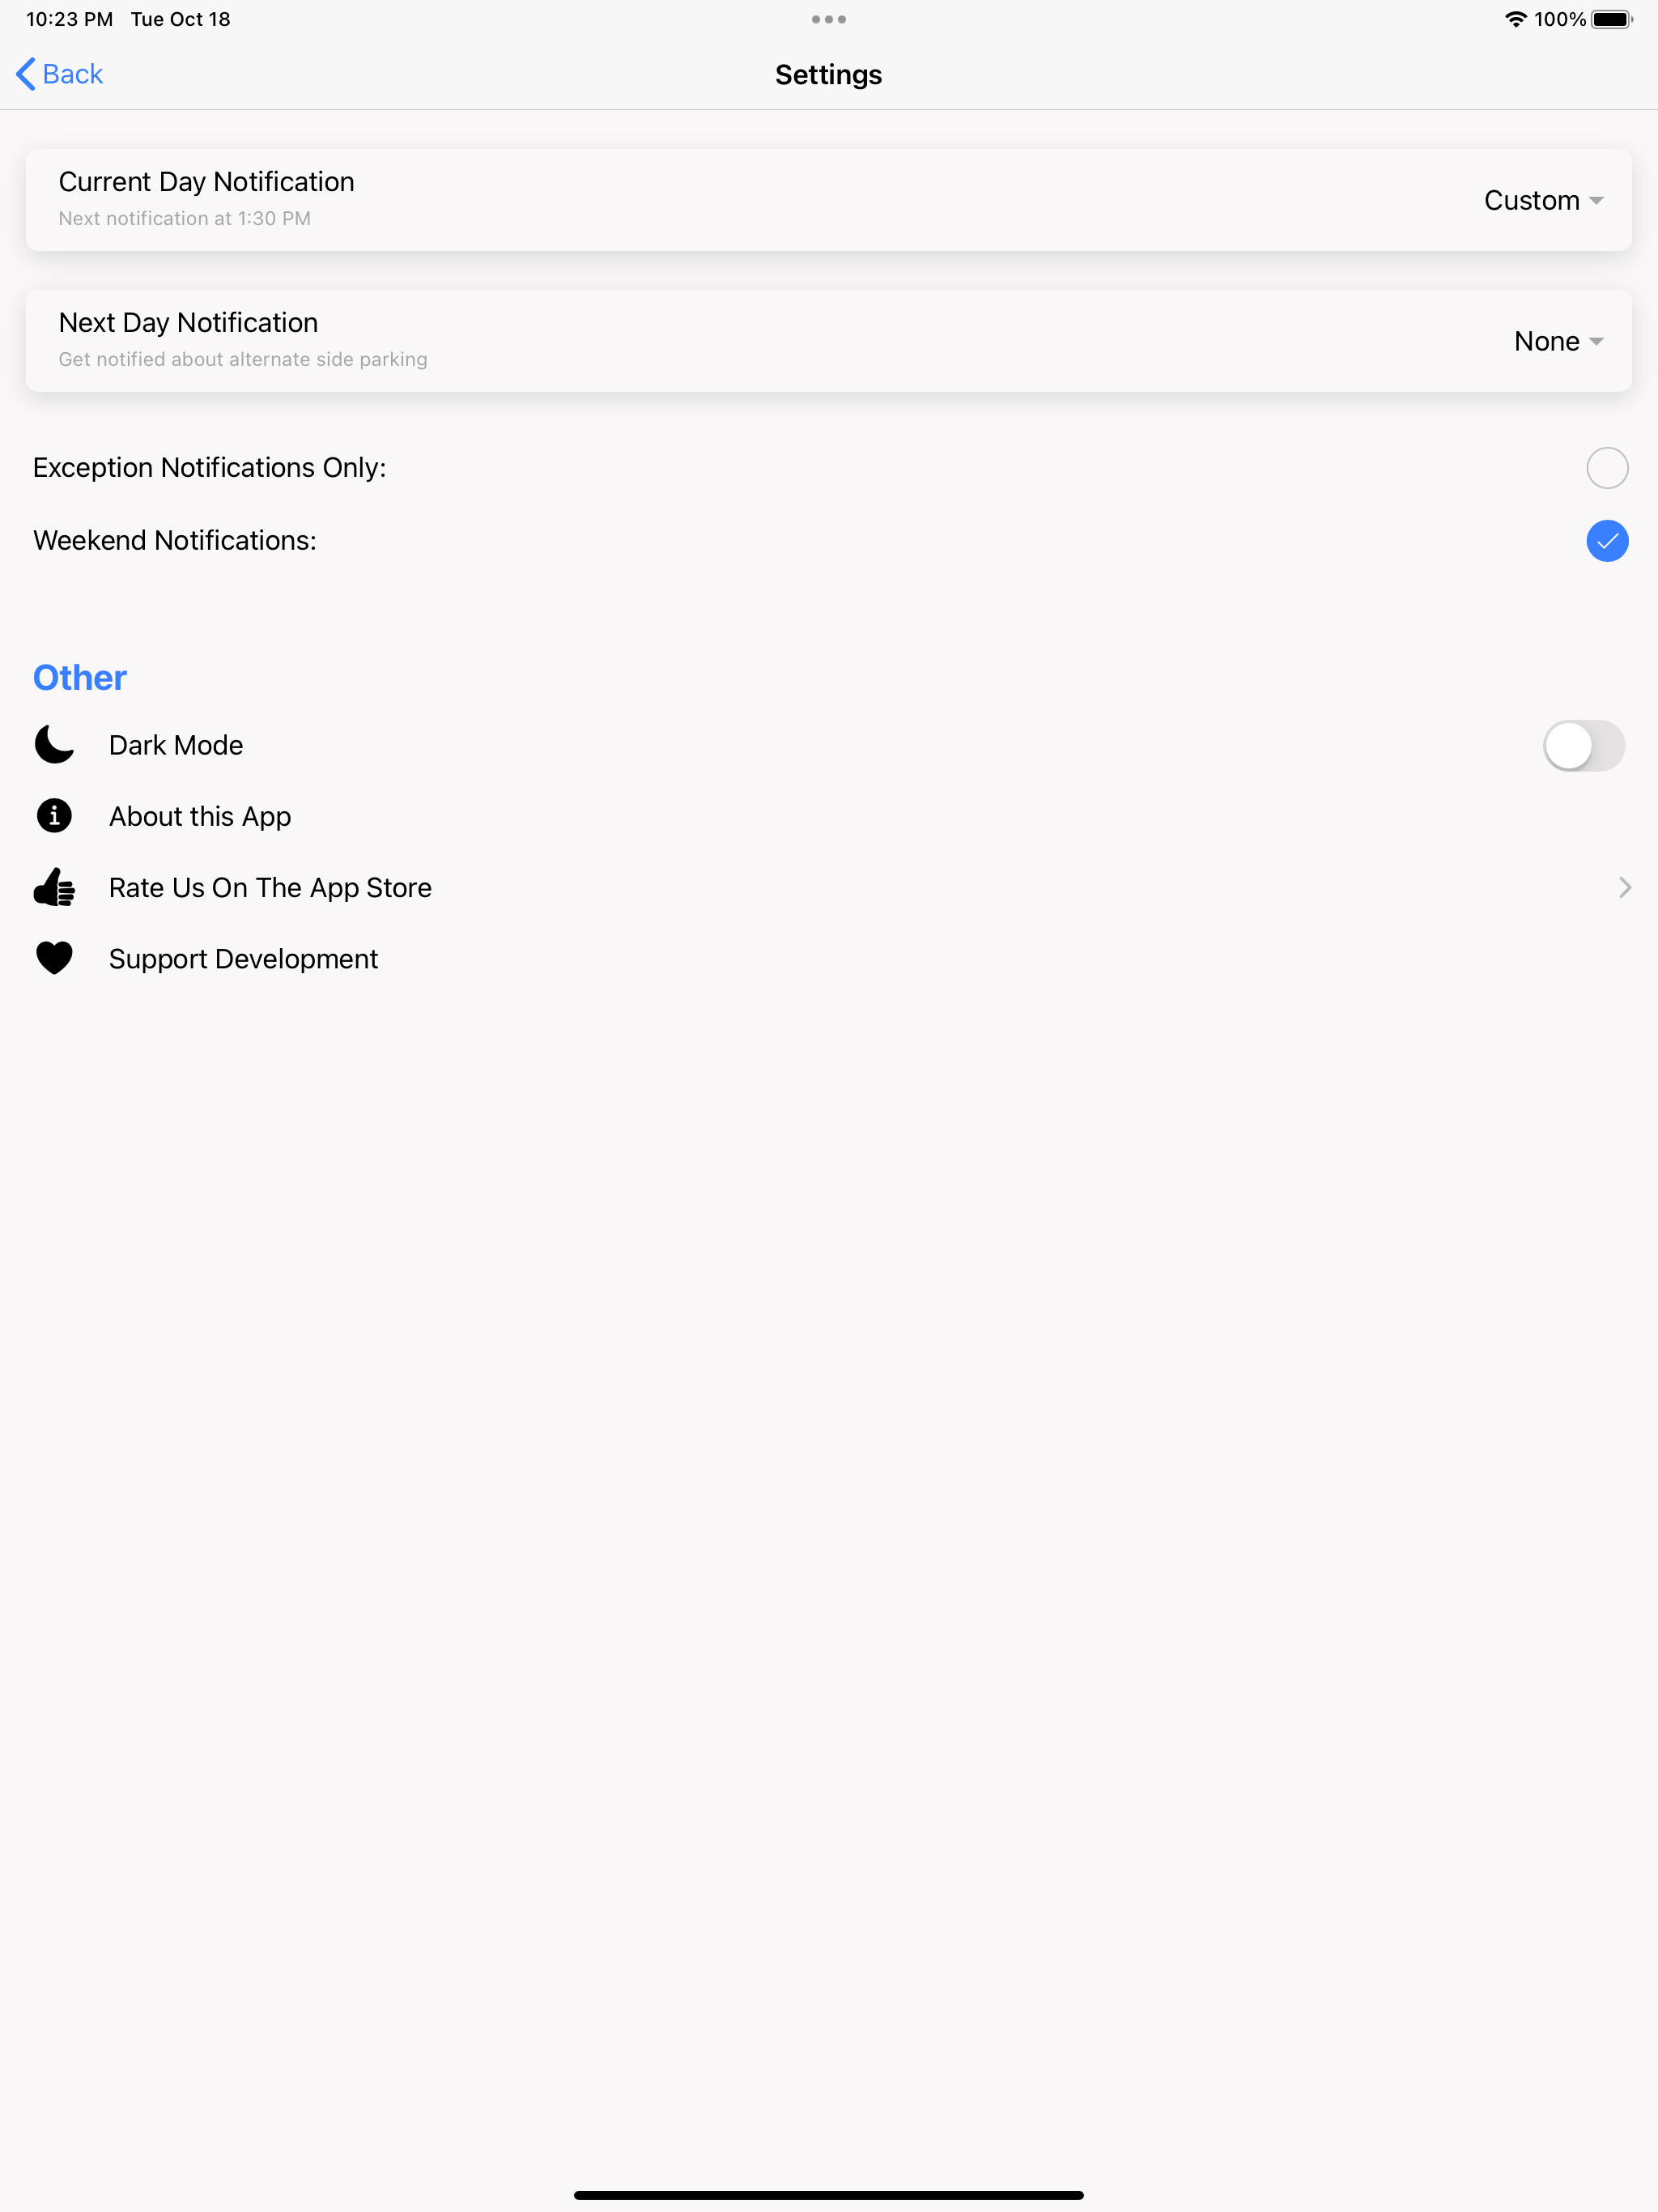 10:23 PM Tue Oct 18
100%
Back
Settings
Current Day Notification
Next notification at 1:30 PM
Custom
Next Day Notification
Get notified about alternate side parking
None
Exception Notifications Only:
Weekend Notifications:
Other
Dark Mode
About this App
Rate Us On The App Store
Support Development